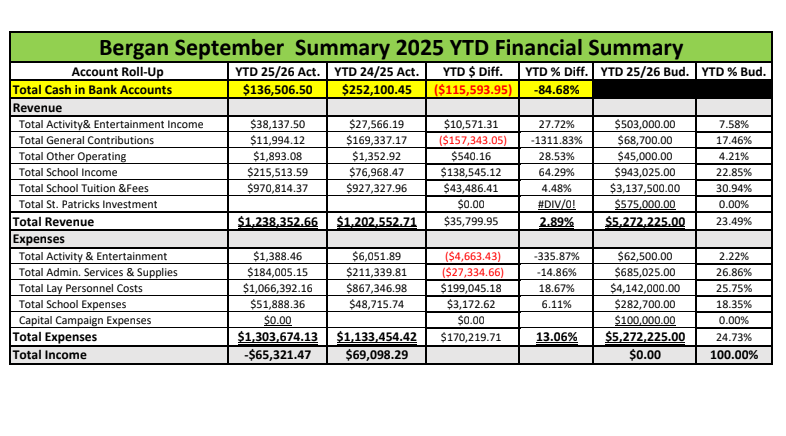 Bergan September  Summary 2025 YTD Financial Summary
Account Roll-Up YTD 25/26 Act. YTD 24/25 Act. YTD $ Diff. YTD % Diff. YTD 25/26 Bud. YTD % Bud.
Total Cash in Bank Accounts $136,506.50 $252,100.45 ($115,593.95) -84.68%
Revenue
Total Activity& Entertainment Income $38,137.50 $27,566.19 $10,571.31 27.72% $503,000.00 7.58%
Total General Contributions $11,994.12 $169,337.17 ($157,343.05) -1311.83% $68,700.00 17.46%
Total Other Operating $1,893.08 $1,352.92 $540.16 28.53% $45,000.00 4.21%
Total School Income $215,513.59 $76,968.47 $138,545.12 64.29% $943,025.00 22.85%
Total School Tuition &Fees $970,814.37 $927,327.96 $43,486.41 4.48% $3,137,500.00 30.94%
Total St. Patricks Investment $0.00 #DIV/0! $575,000.00 0.00%
Total Revenue $1,238,352.66 $1,202,552.71 $35,799.95 2.89% $5,272,225.00 23.49%
Expenses
Total Activity & Entertainment $1,388.46 $6,051.89 ($4,663.43) -335.87% $62,500.00 2.22%
Total Admin. Services & Supplies $184,005.15 $211,339.81 ($27,334.66) -14.86% $685,025.00 26.86%
Total Lay Personnel Costs $1,066,392.16 $867,346.98 $199,045.18 18.67% $4,142,000.00 25.75%
Total School Expenses $51,888.36 $48,715.74 $3,172.62 6.11% $282,700.00 18.35%
Capital Campaign Expenses $0.00 $0.00 $100,000.00 0.00%
Total Expenses $1,303,674.13 $1,133,454.42 $170,219.71 13.06% $5,272,225.00 24.73%
Total Income -$65,321.47 $69,098.29 $0.00 100.00%